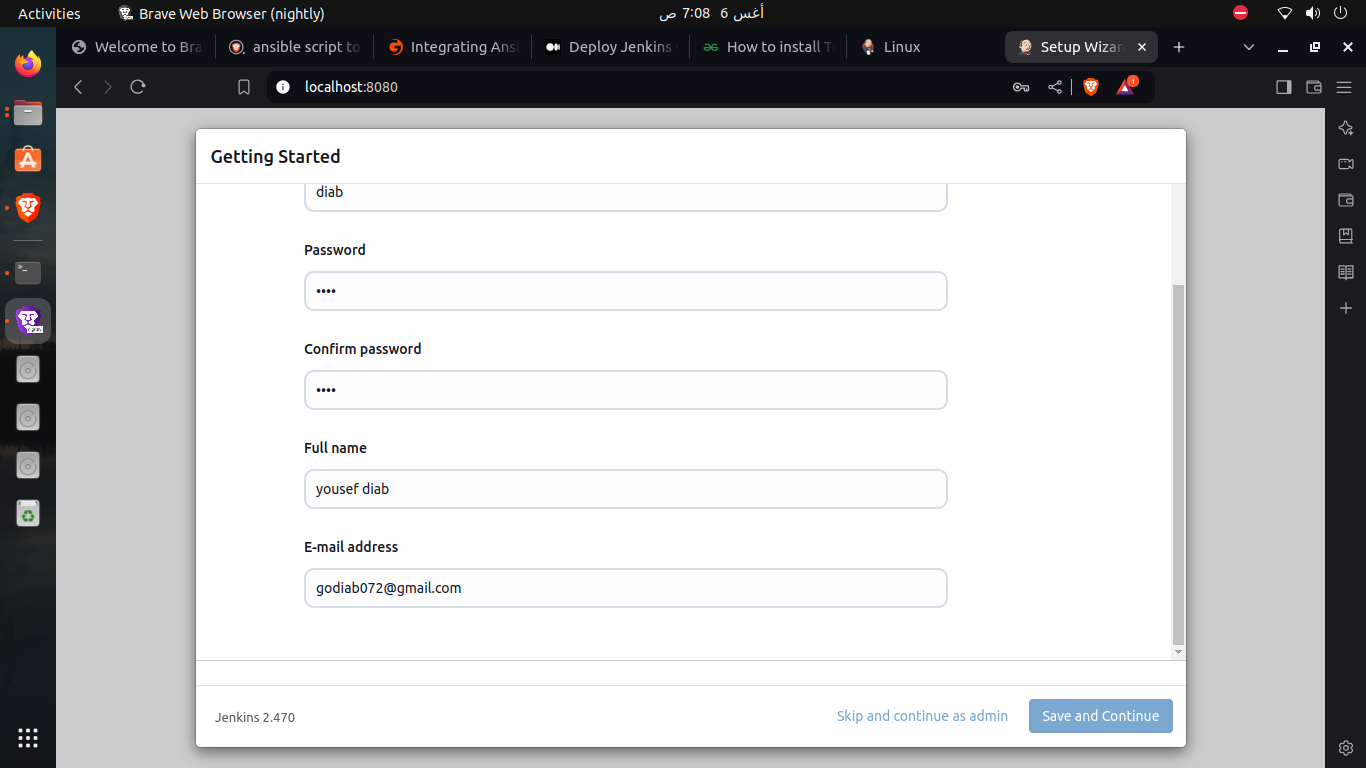 Activities Brave Web Browser (nightly) أغس 6 7:08 ص
Welcome to Bra ansible script to Integrating Ansi Deploy Jenkins How to install Te Linux Setup Wizar
localhost:8080 1
Getting Started
diab
Password
••••
Confirm password
••••
Full name
yousef diab
E-mail address
godiab072@gmail.com
Jenkins 2.470 Skip and continue as admin Save and Continue